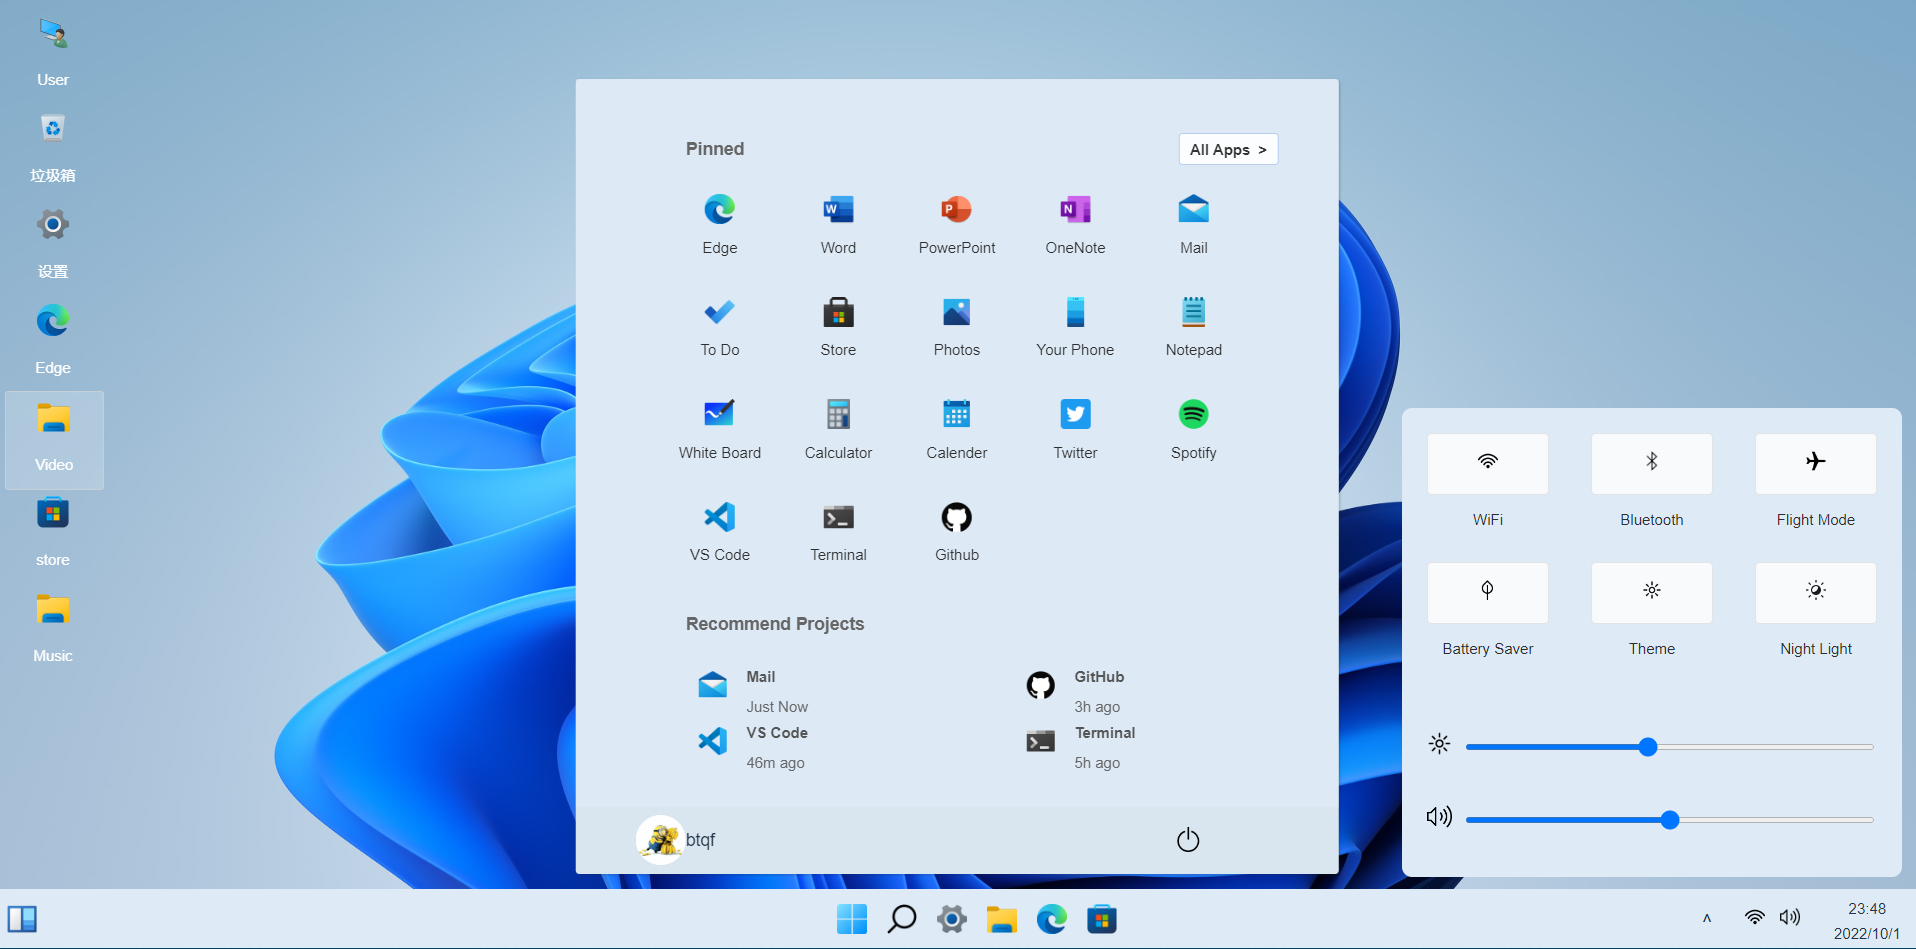 User
垃圾箱
设置
Edge
Video
store
Music
Pinned
All Apps >
Edge
Word
PowerPoint
OneNote
Mail
To Do
Store
Photos
Your Phone
Notepad
White Board
Calculator
Calender
Twitter
Spotify
VS Code
Terminal
Github
Recommend Projects
Mail
Just Now
GitHub
3h ago
VS Code
46m ago
Terminal
5h ago
btqf
WiFi
Bluetooth
Flight Mode
Battery Saver
Theme
Night Light
23:48
2022/10/1